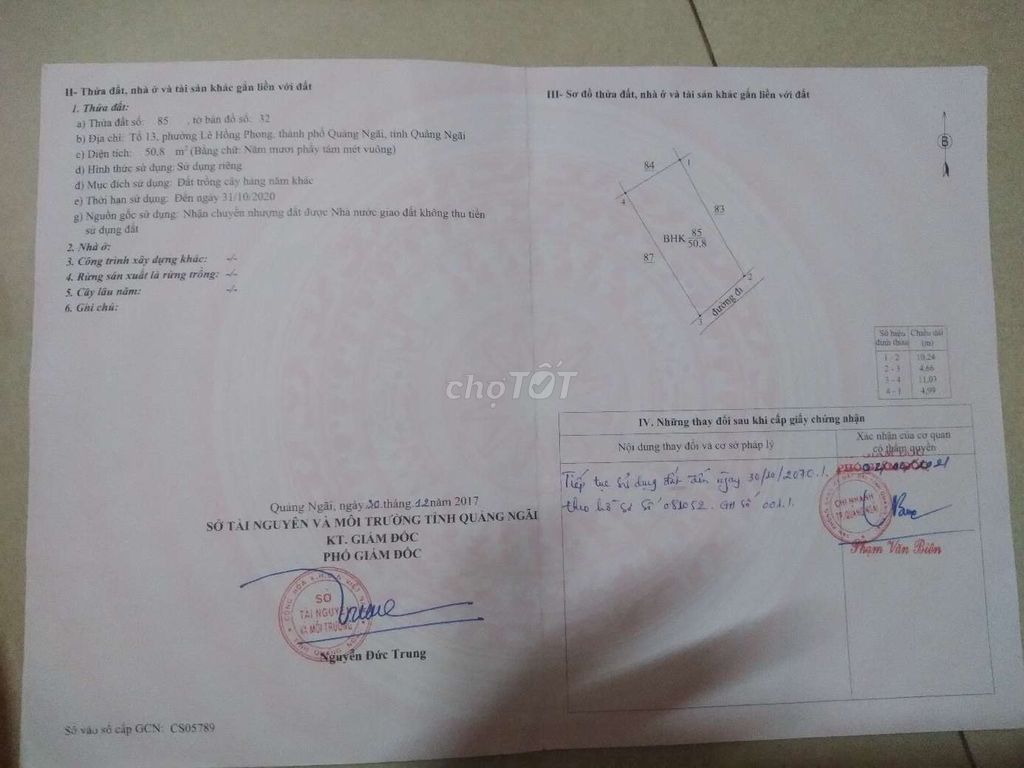 II- Thửa đất, nhà ở và tài sản khác gắn liền với đất
1. Thửa đất:
a) Thửa đất số: 85 , tờ bản đồ số: 32
b) Địa chỉ: Tổ 13, phường Lê Hồng Phong, thành phố Quảng Ngãi, tỉnh Quảng Ngãi
c) Diện tích: 50,8 m² (Bằng chữ: Năm mươi phẩy tám mét vuông)
d) Hình thức sử dụng: Sử dụng riêng
đ) Mục đích sử dụng: Đất trồng cây hàng năm khác
e) Thời hạn sử dụng: Đến ngày 31/10/2020
g) Nguồn gốc sử dụng: Nhận chuyển nhượng đất được Nhà nước giao đất không thu tiền
sử dụng đất
2. Nhà ở:
3. Công trình xây dựng khác: -/-
4. Rừng sản xuất là rừng trồng: -/-
5. Cây lâu năm: -/-
6. Ghi chú:
Quảng Ngãi, ngày 20 tháng 12 năm 2017
SỞ TÀI NGUYÊN VÀ MÔI TRƯỜNG TỈNH QUẢNG NGÃI
KT. GIÁM ĐỐC
PHÓ GIÁM ĐỐC
SỞ
TÀI NGUYÊN
VÀ MÔI TRƯỜNG
Nguyễn Đức Trung
Số vào sổ cấp GCN: CS05789
III- Sơ đồ thửa đất, nhà ở và tài sản khác gắn liền với đất
B
84
1
4
83
BHK 85
50.8
87
2
3
đường đi
Số hiệu đỉnh thửa Chiều dài (m)
1 - 2 10,24
2 - 3 4,66
3 - 4 11,03
4 - 1 4,99
chợTỐT
IV. Những thay đổi sau khi cấp giấy chứng nhận
Nội dung thay đổi và cơ sở pháp lý
Xác nhận của cơ quan
có thẩm quyền
Tiếp tục sử dụng đất đến ngày 30/10/2070./.
theo hồ sơ số 081052. GH số 001./.
CHI NHÁNH
TP. QUẢNG NGÃI
Phạm Văn Biên